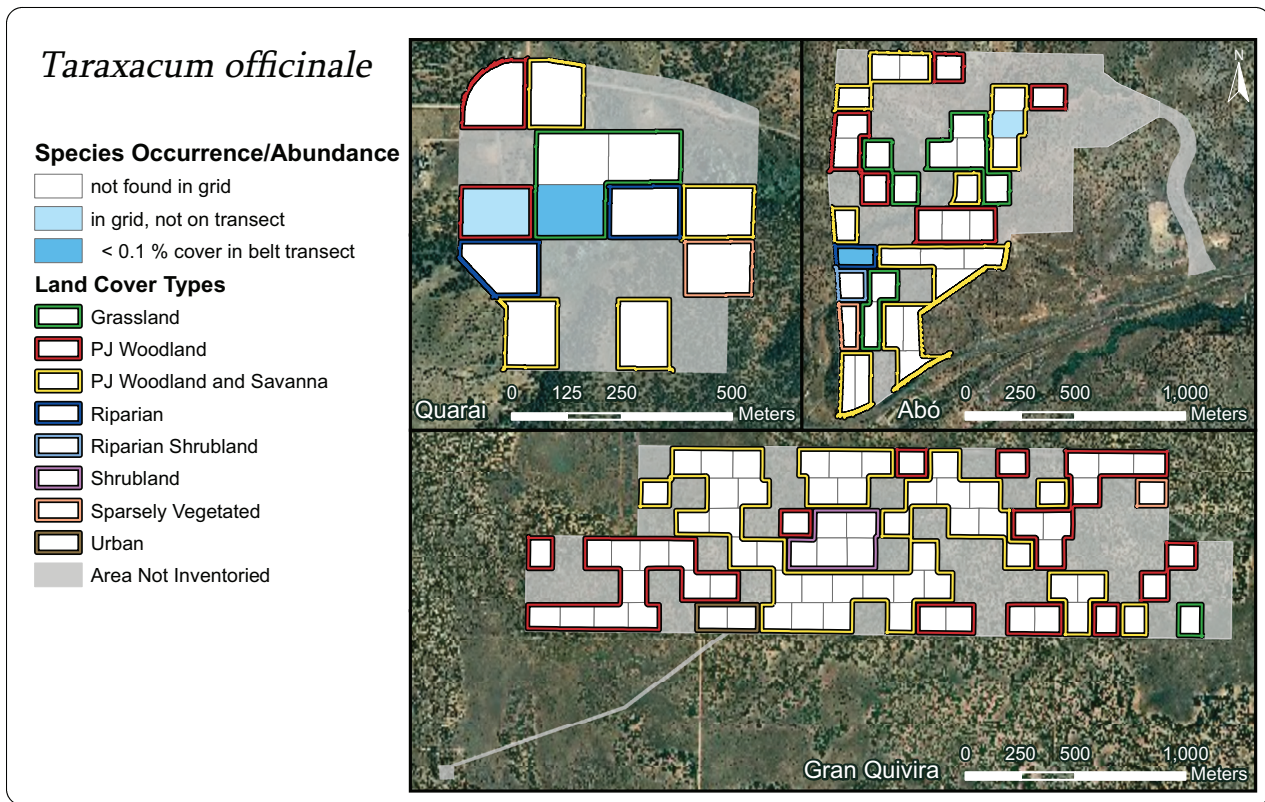 Taraxacum officinale
Species Occurrence/Abundance
not found in grid
in grid, not on transect
< 0.1 % cover in belt transect
Land Cover Types
Grassland
PJ Woodland
PJ Woodland and Savanna
Riparian
Riparian Shrubland
Shrubland
Sparsely Vegetated
Urban
Area Not Inventoried
0 125 250 500
Quarai Meters
N
0 250 500 1,000
Abó Meters
0 250 500 1,000
Gran Quivira Meters